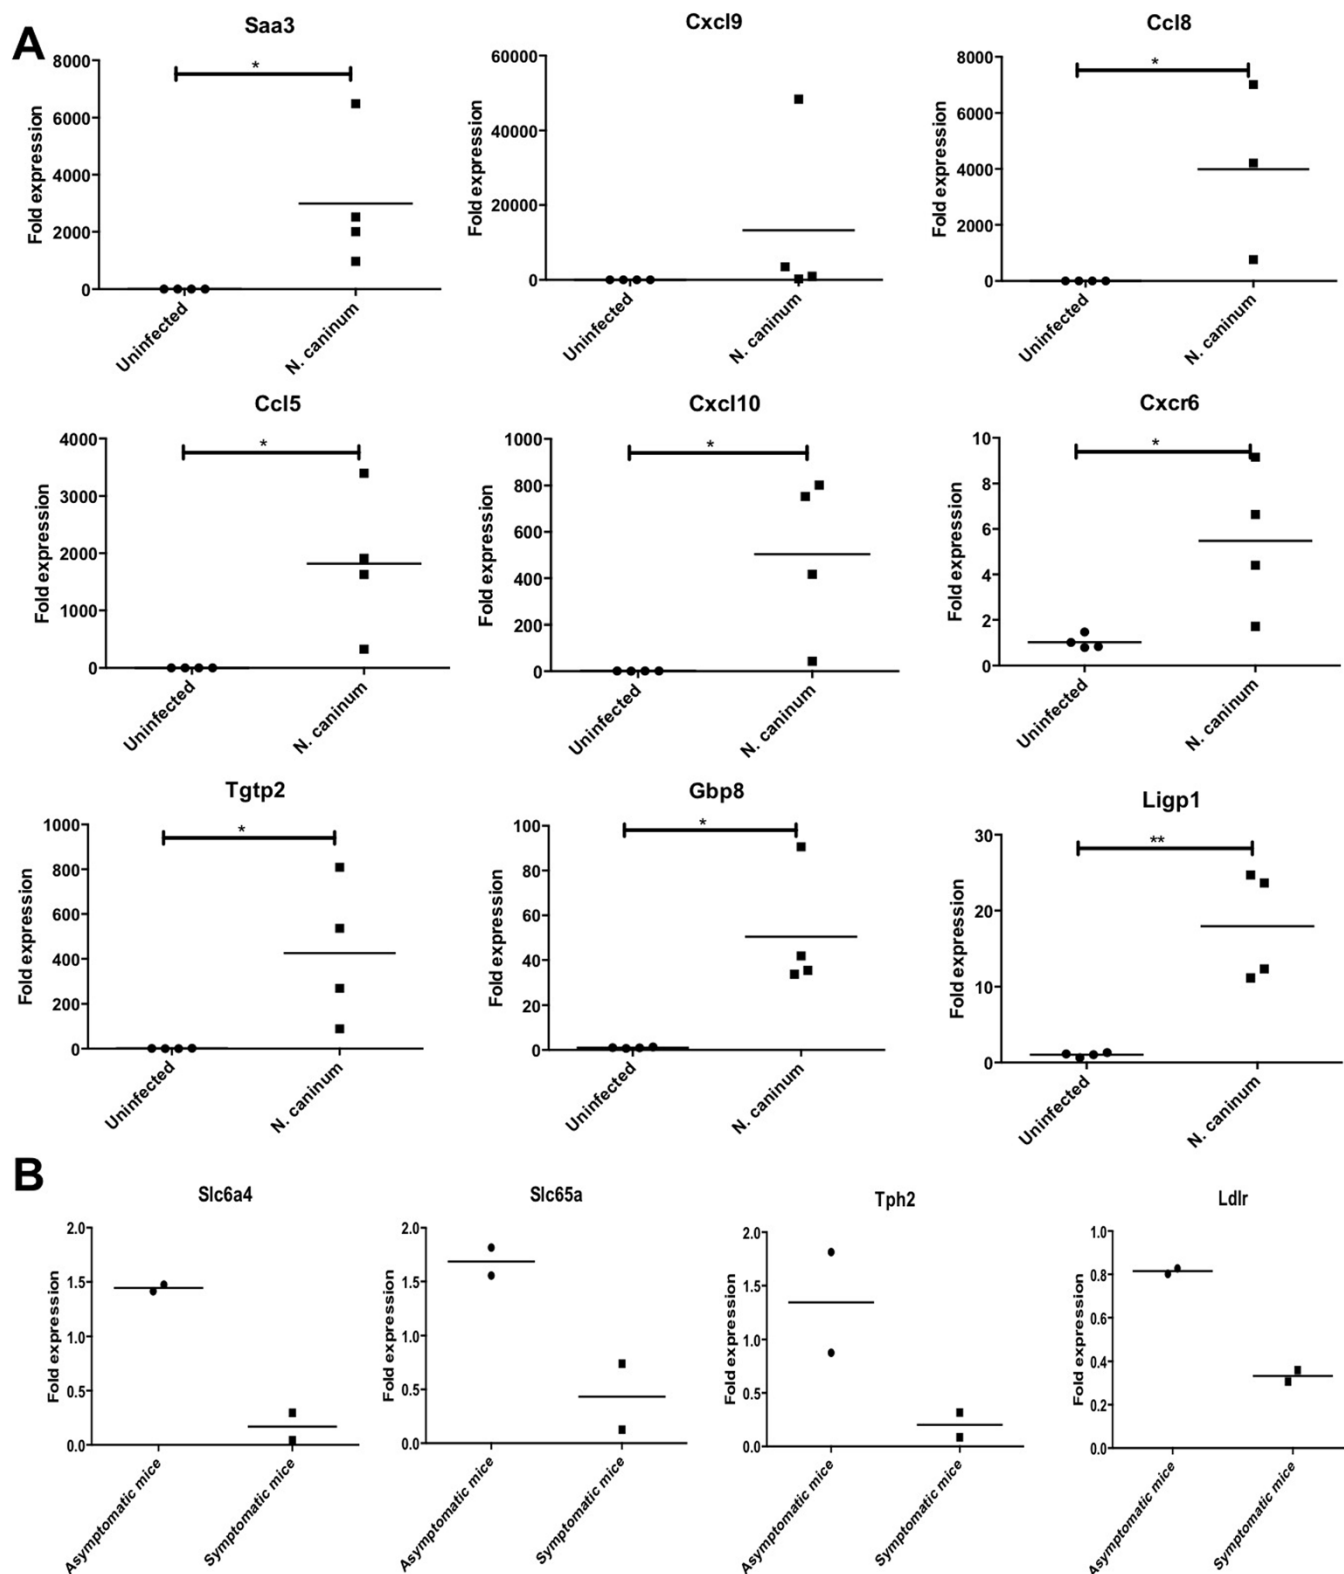 A
Saa3
Fold expression
8000
6000
4000
2000
0
*
Uninfected
N. caninum
Cxcl9
Fold expression
60000
40000
20000
0
Uninfected
N. caninum
Ccl8
Fold expression
8000
6000
4000
2000
0
*
Uninfected
N. caninum
Ccl5
Fold expression
4000
3000
2000
1000
0
*
Uninfected
N. caninum
Cxcl10
Fold expression
1000
800
600
400
200
0
*
Uninfected
N. caninum
Cxcr6
Fold expression
10
8
6
4
2
0
*
Uninfected
N. caninum
Tgtp2
Fold expression
1000
800
600
400
200
0
*
Uninfected
N. caninum
Gbp8
Fold expression
100
80
60
40
20
0
*
Uninfected
N. caninum
Ligp1
Fold expression
30
20
10
0
**
Uninfected
N. caninum
B
Slc6a4
Fold expression
2.0
1.5
1.0
0.5
0.0
Asymptomatic mice
Symptomatic mice
Slc65a
Fold expression
2.0
1.5
1.0
0.5
0.0
Asymptomatic mice
Symptomatic mice
Tph2
Fold expression
2.0
1.5
1.0
0.5
0.0
Asymptomatic mice
Symptomatic mice
Ldlr
Fold expression
1.0
0.8
0.6
0.4
0.2
0.0
Asymptomatic mice
Symptomatic mice